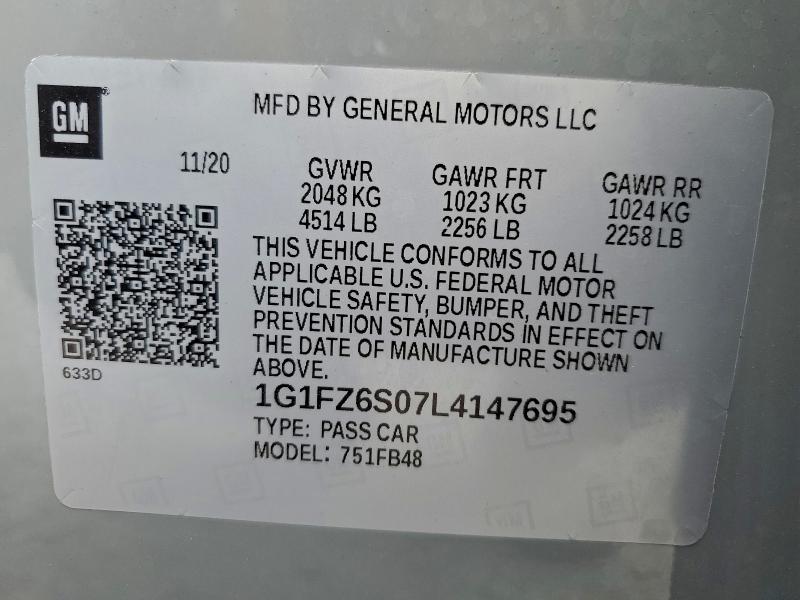 GM
MFD BY GENERAL MOTORS LLC
11/20
GVWR
2048 KG
4514 LB
GAWR FRT
1023 KG
2256 LB
GAWR RR
1024 KG
2258 LB
THIS VEHICLE CONFORMS TO ALL
APPLICABLE U.S. FEDERAL MOTOR
VEHICLE SAFETY, BUMPER, AND THEFT
PREVENTION STANDARDS IN EFFECT ON
THE DATE OF MANUFACTURE SHOWN
ABOVE.
633D
1G1FZ6S07L4147695
TYPE: PASS CAR
MODEL: 751FB48